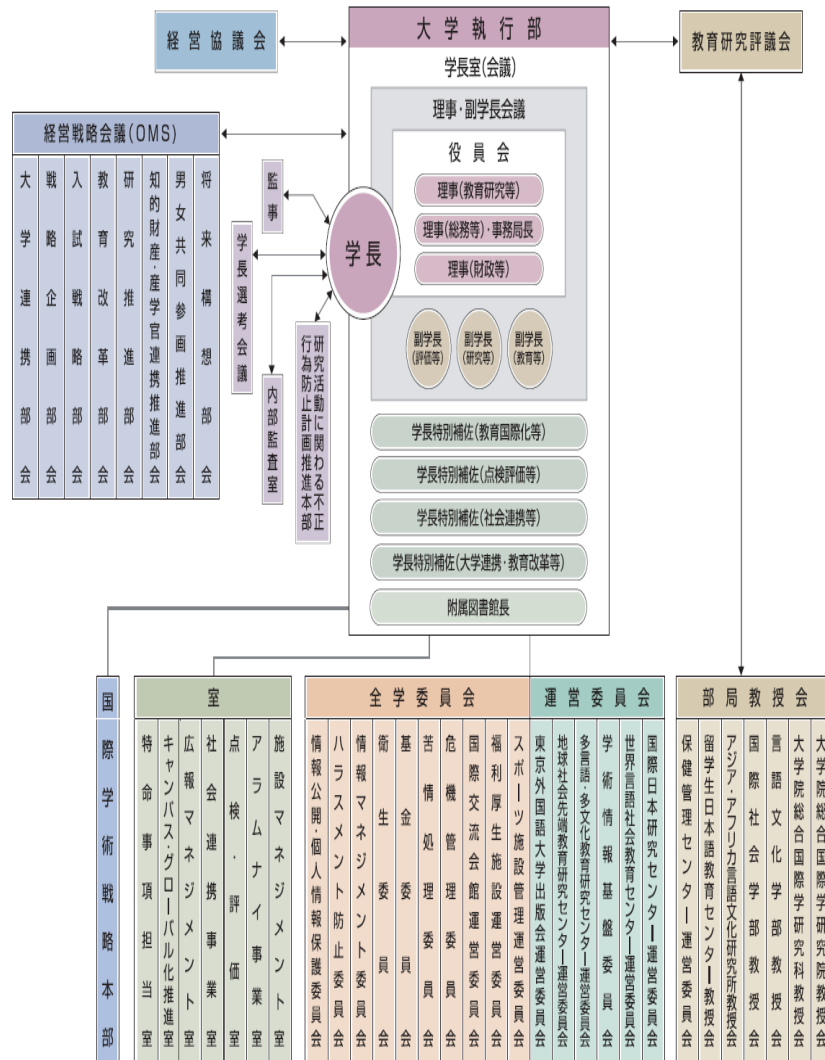 経営協議会
大学執行部
教育研究評議会
学長室(会議)
理事・副学長会議
役員会
理事(教育研究等)
理事(総務等)・事務局長
理事(財政等)
副学長
(評価等)
副学長
(研究等)
副学長
(教育等)
学長
学長特別補佐(教育国際化等)
学長特別補佐(点検評価等)
学長特別補佐(社会連携等)
学長特別補佐(大学連携・教育改革等)
附属図書館長
経営戦略会議(OMS)
将来構想部会
男女共同参画推進部会
知的財産・産学官連携推進部会
研究推進部会
教育改革部会
入試戦略部会
戦略企画部会
大学連携部会
監事
学長選考会議
内部監査室
研究活動に関わる不正
行為防止計画推進本部
国際学術戦略本部
室
施設マネジメント室
アラムナイ事業室
点検・評価室
社会連携事業室
広報マネジメント室
キャンパス・グローバル化推進室
特命事項担当室
全学委員会
スポーツ施設管理運営委員会
福利厚生施設運営委員会
国際交流会館運営委員会
危機管理委員会
苦情処理委員会
基金委員会
衛生委員会
情報マネジメント委員会
ハラスメント防止委員会
情報公開・個人情報保護委員会
運営委員会
国際日本研究センター運営委員会
世界言語社会教育センター運営委員会
学術情報基盤委員会
多言語・多文化教育研究センター運営委員会
地球社会先端教育研究センター運営委員会
東京外国語大学出版会運営委員会
部局教授会
大学院総合国際学研究院教授会
大学院総合国際学研究科教授会
言語文化学部教授会
国際社会学部教授会
アジア・アフリカ言語文化研究所教授会
留学生日本語教育センター教授会
保健管理センター運営委員会